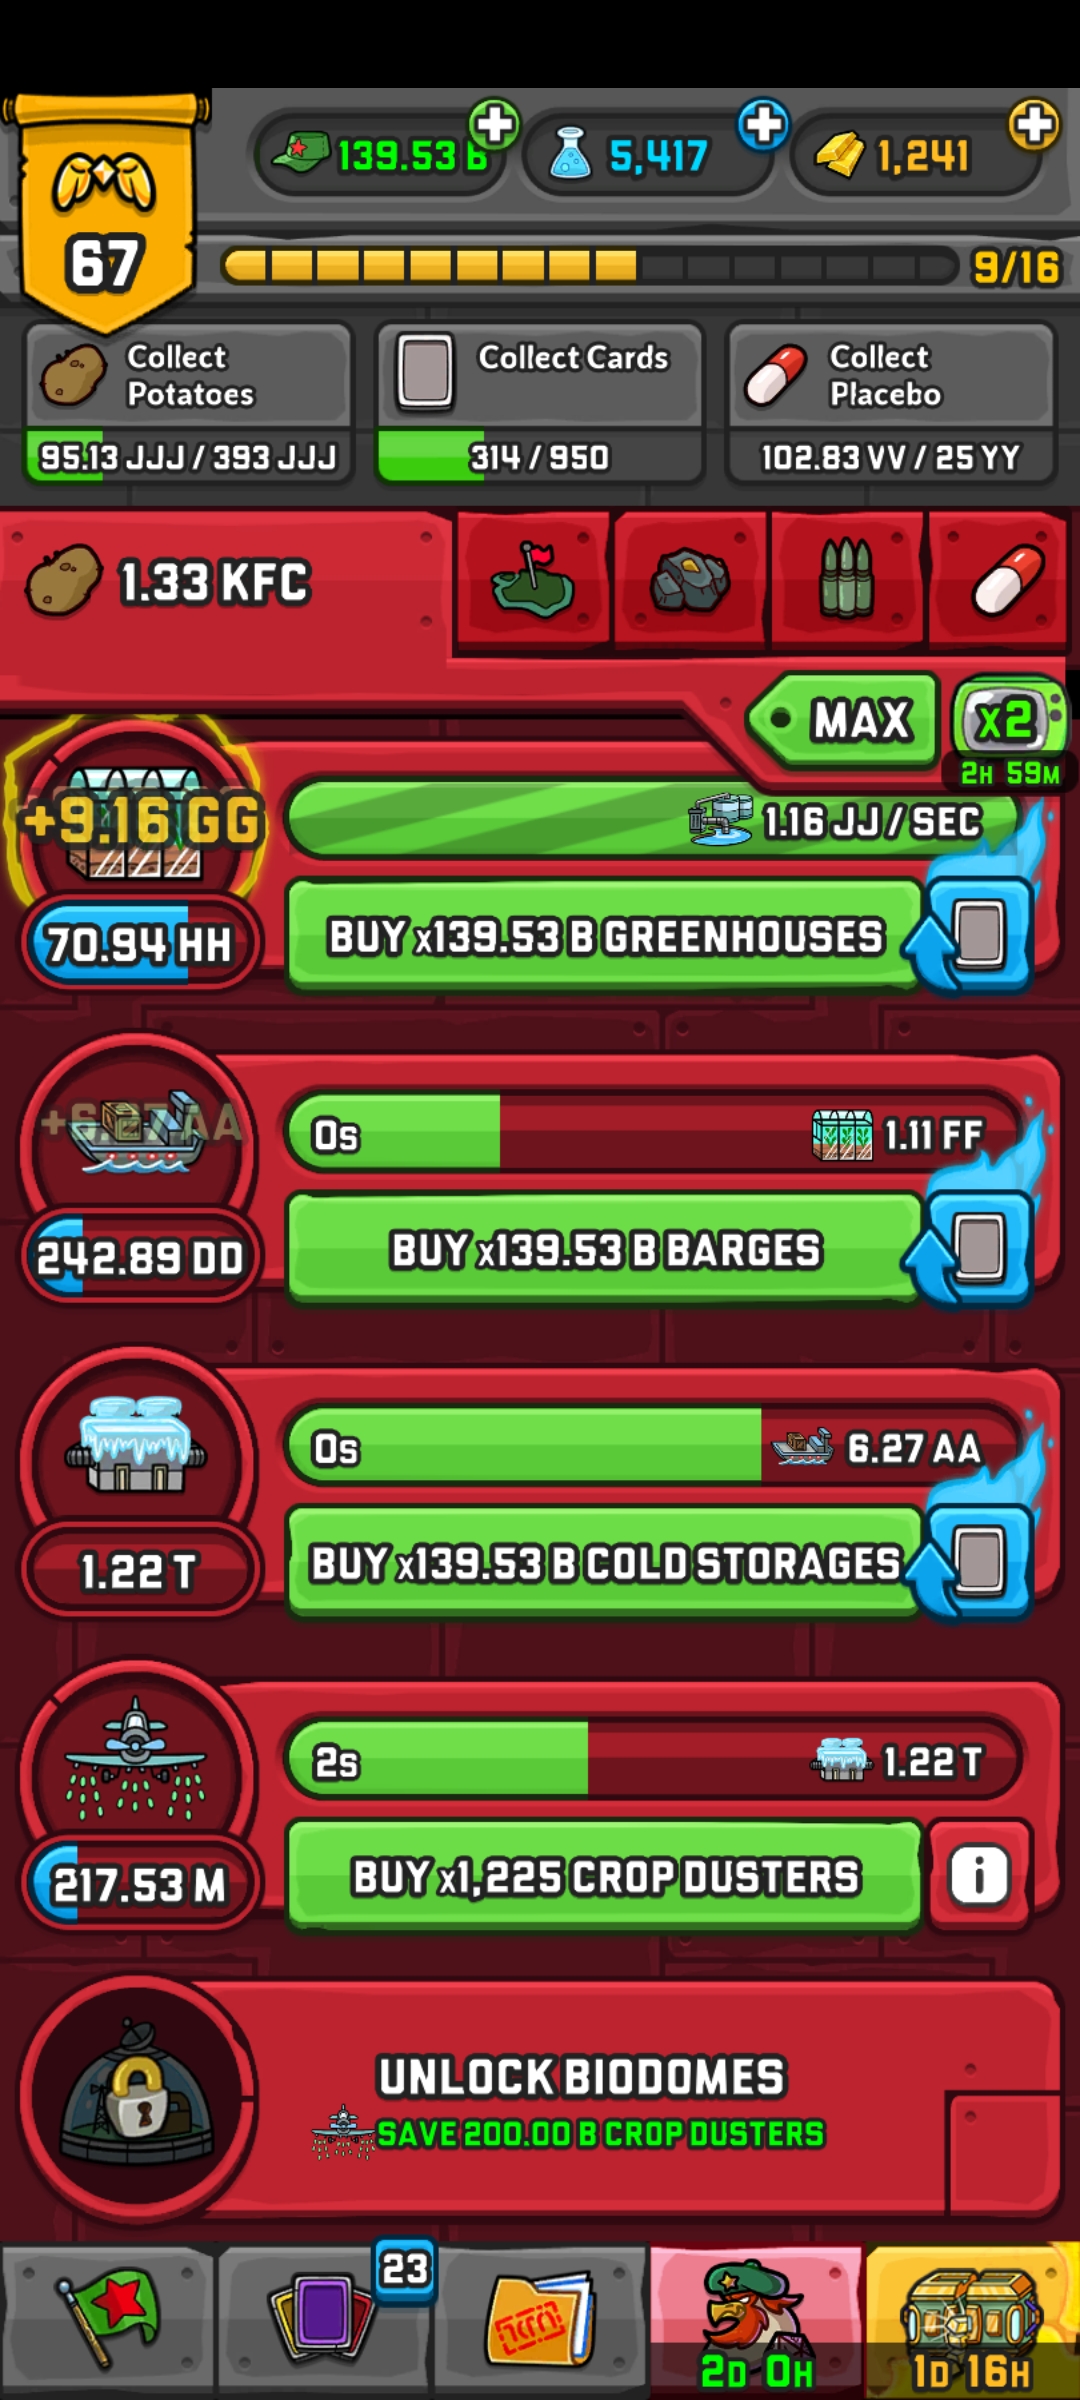 139.53 B
5,417
1,241
67
9/16
Collect
Potatoes
95.13 JJJ / 393 JJJ
Collect Cards
314 / 950
Collect
Placebo
102.83 VV / 25 YY
1.33 KFC
MAX
x2
2H 59M
+9.16 GG
1.16 JJ / SEC
70.94 HH
BUY x139.53 B GREENHOUSES
+6.27 AA
0s
1.11 FF
242.89 DD
BUY x139.53 B BARGES
0s
6.27 AA
1.22 T
BUY x139.53 B COLD STORAGES
2s
1.22 T
217.53 M
BUY x1,225 CROP DUSTERS
i
UNLOCK BIODOMES
SAVE 200.00 B CROP DUSTERS
23
2D 0H
1D 16H